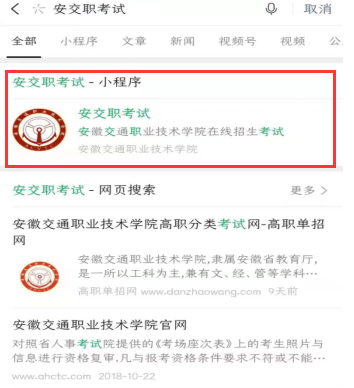 安交职考试 取消
全部 小程序 文章 新闻 视频号 视频 公
安交职考试 - 小程序
安交职考试
安徽交通职业技术学院在线招生考试
安徽交通职业技术学院
安交职考试 - 网页搜索 更多 >
安徽交通职业技术学院高职分类考试网-高职单招
网
安徽交通职业技术学院,隶属安徽省教育厅,
是一所以工科为主,兼有文、经、管等学科…
高职单招网 www.danzhaowang.com 9天前
安徽交通职业技术学院官网
对照省人事考试院提供的《考场座次表》上的考生照片与
信息进行资格复审,凡与报考资格条件要求不符或不能…
www.ahctc.com 2018-10-22